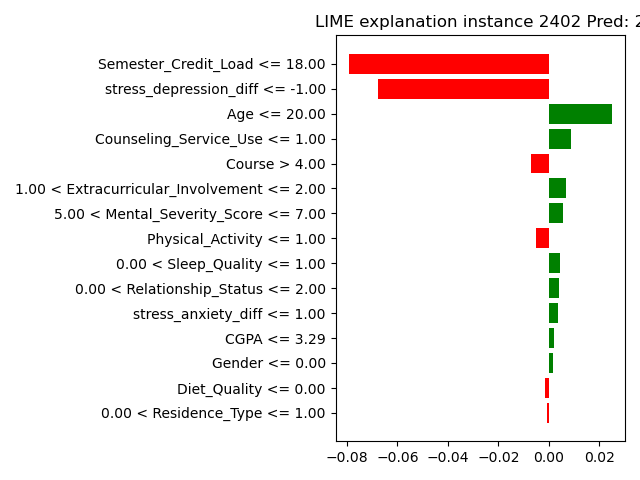 LIME explanation instance 2402 Pred: 2
Semester_Credit_Load <= 18.00
stress_depression_diff <= -1.00
Age <= 20.00
Counseling_Service_Use <= 1.00
Course > 4.00
1.00 < Extracurricular_Involvement <= 2.00
5.00 < Mental_Severity_Score <= 7.00
Physical_Activity <= 1.00
0.00 < Sleep_Quality <= 1.00
0.00 < Relationship_Status <= 2.00
stress_anxiety_diff <= 1.00
CGPA <= 3.29
Gender <= 0.00
Diet_Quality <= 0.00
0.00 < Residence_Type <= 1.00
−0.08 −0.06 −0.04 −0.02 0.00 0.02